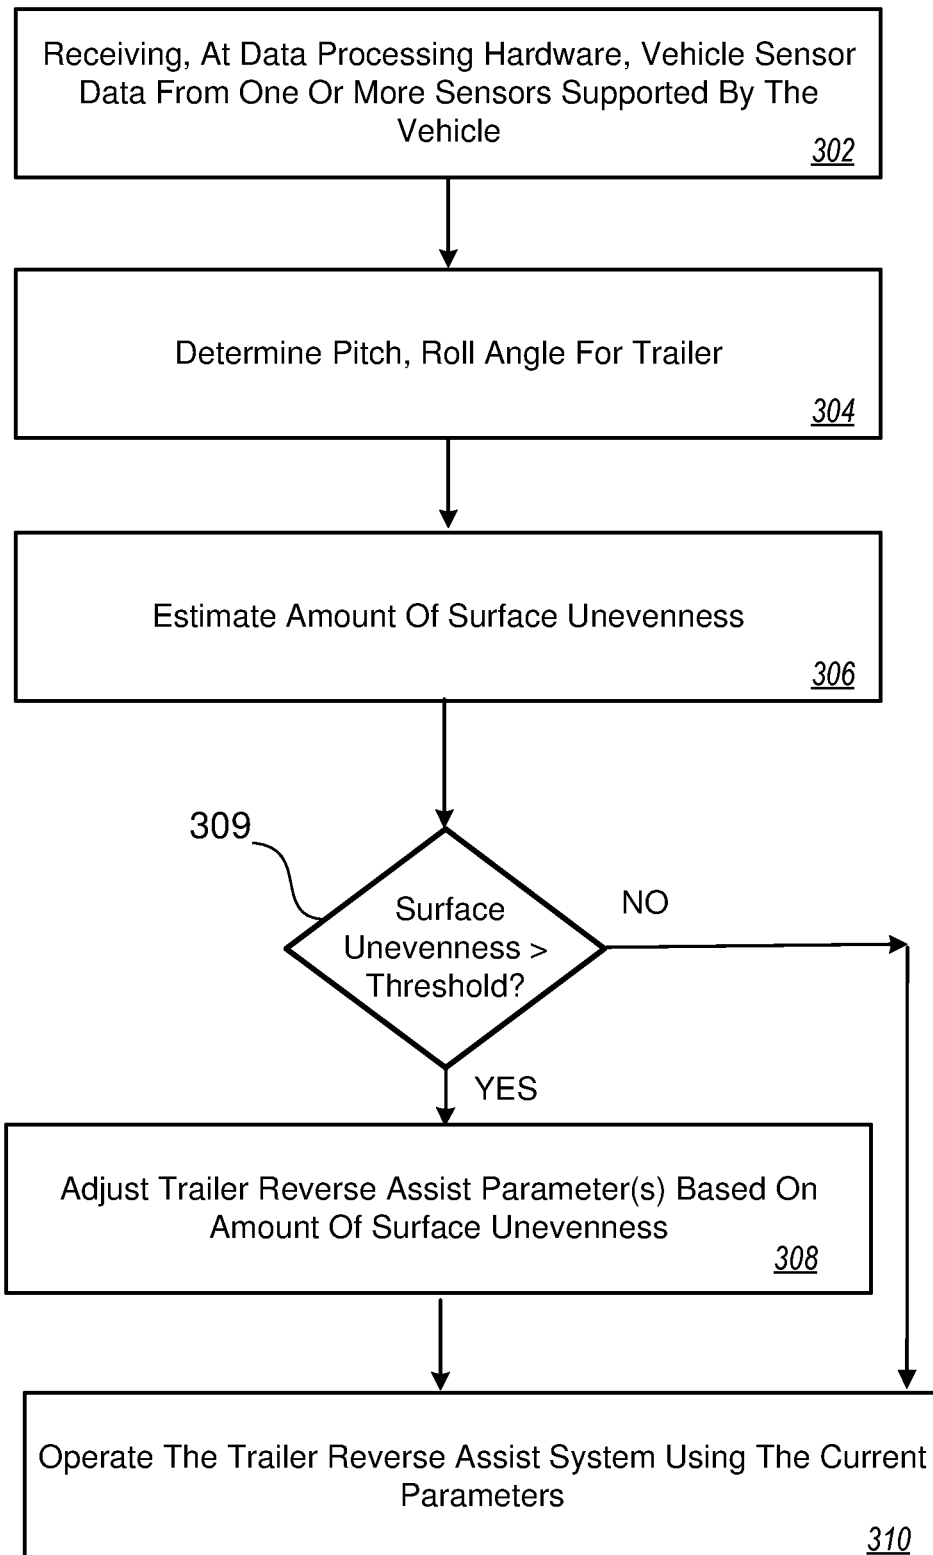 Receiving, At Data Processing Hardware, Vehicle Sensor
Data From One Or More Sensors Supported By The
Vehicle
302
Determine Pitch, Roll Angle For Trailer
304
Estimate Amount Of Surface Unevenness
306
309
Surface
Unevenness >
Threshold?
NO
YES
Adjust Trailer Reverse Assist Parameter(s) Based On
Amount Of Surface Unevenness
308
Operate The Trailer Reverse Assist System Using The Current
Parameters
310